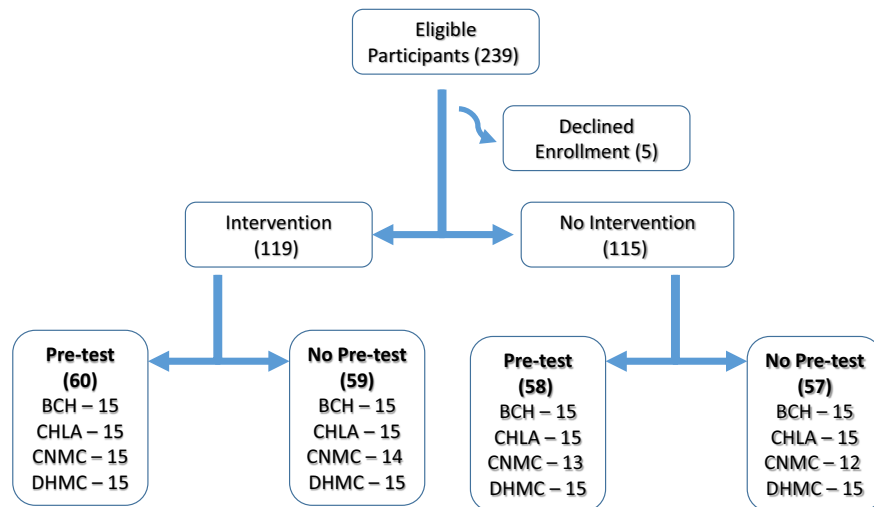 Eligible
Participants (239)
Declined
Enrollment (5)
Intervention
(119)
No Intervention
(115)
Pre-test
(60)
BCH – 15
CHLA – 15
CNMC – 15
DHMC – 15
No Pre-test
(59)
BCH – 15
CHLA – 15
CNMC – 14
DHMC – 15
Pre-test
(58)
BCH – 15
CHLA – 15
CNMC – 13
DHMC – 15
No Pre-test
(57)
BCH – 15
CHLA – 15
CNMC – 12
DHMC – 15